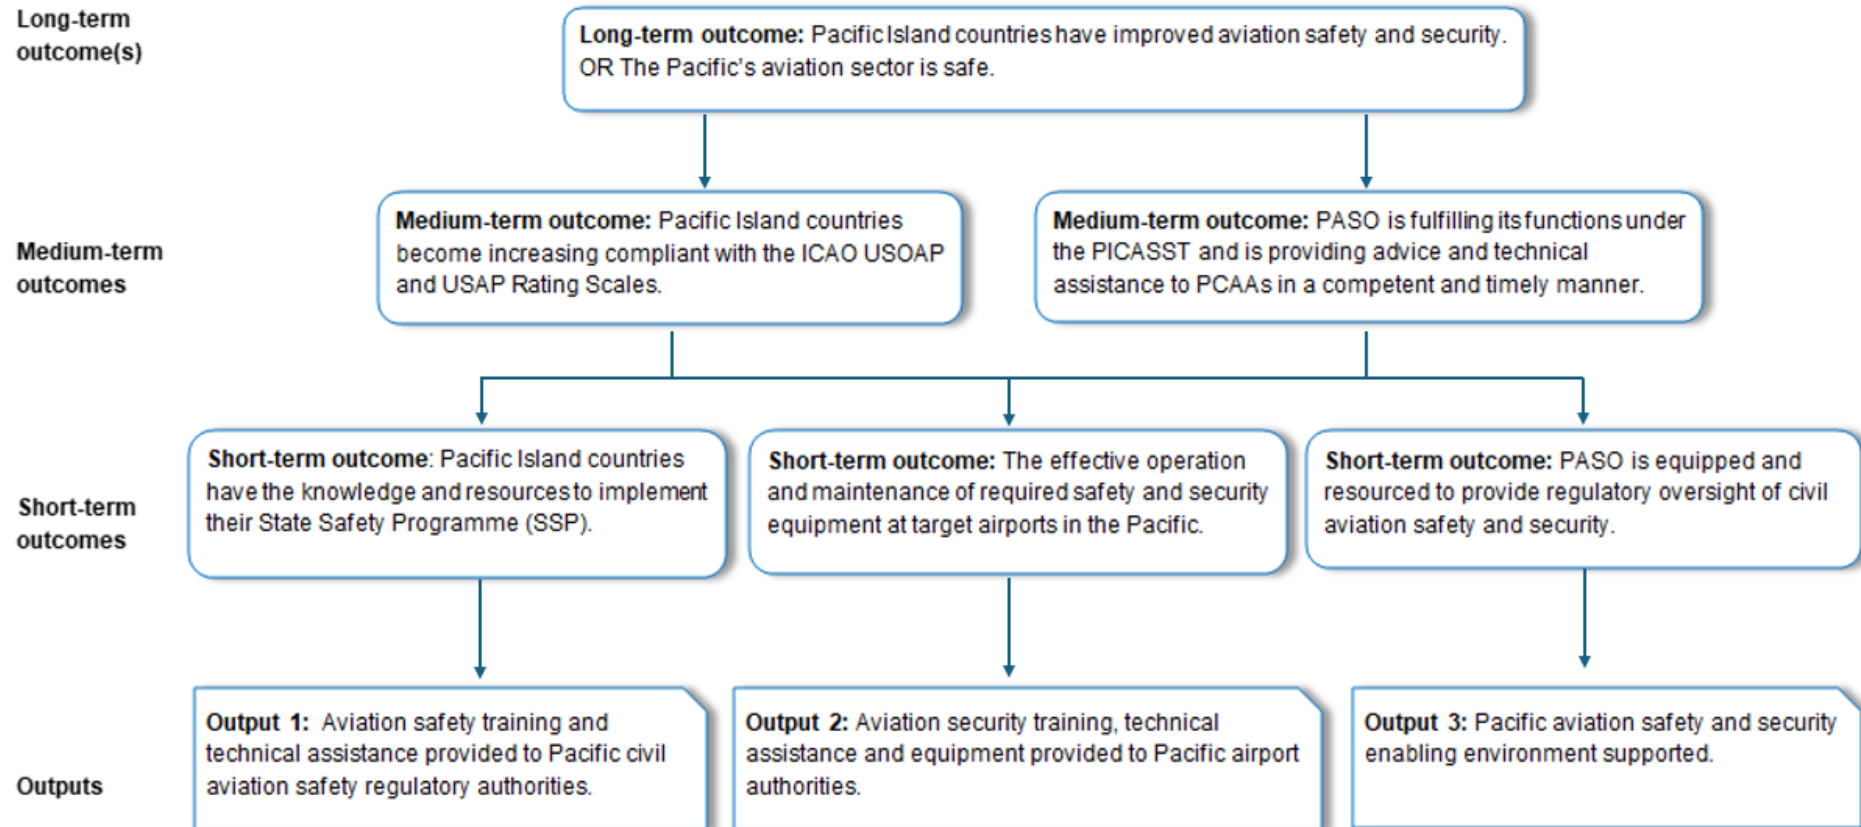 Long-term
outcome(s)
Long-term outcome: Pacific Island countries have improved aviation safety and security.
OR The Pacific's aviation sector is safe.
Medium-term
outcomes
Medium-term outcome: Pacific Island countries
become increasing compliant with the ICAO USOAP
and USAP Rating Scales.
Medium-term outcome: PASO is fulfilling its functions under
the PICASST and is providing advice and technical
assistance to PCAAs in a competent and timely manner.
Short-term
outcomes
Short-term outcome: Pacific Island countries
have the knowledge and resources to implement
their State Safety Programme (SSP).
Short-term outcome: The effective operation
and maintenance of required safety and security
equipment at target airports in the Pacific.
Short-term outcome: PASO is equipped and
resourced to provide regulatory oversight of civil
aviation safety and security.
Outputs
Output 1: Aviation safety training and
technical assistance provided to Pacific civil
aviation safety regulatory authorities.
Output 2: Aviation security training, technical
assistance and equipment provided to Pacific airport
authorities.
Output 3: Pacific aviation safety and security
enabling environment supported.